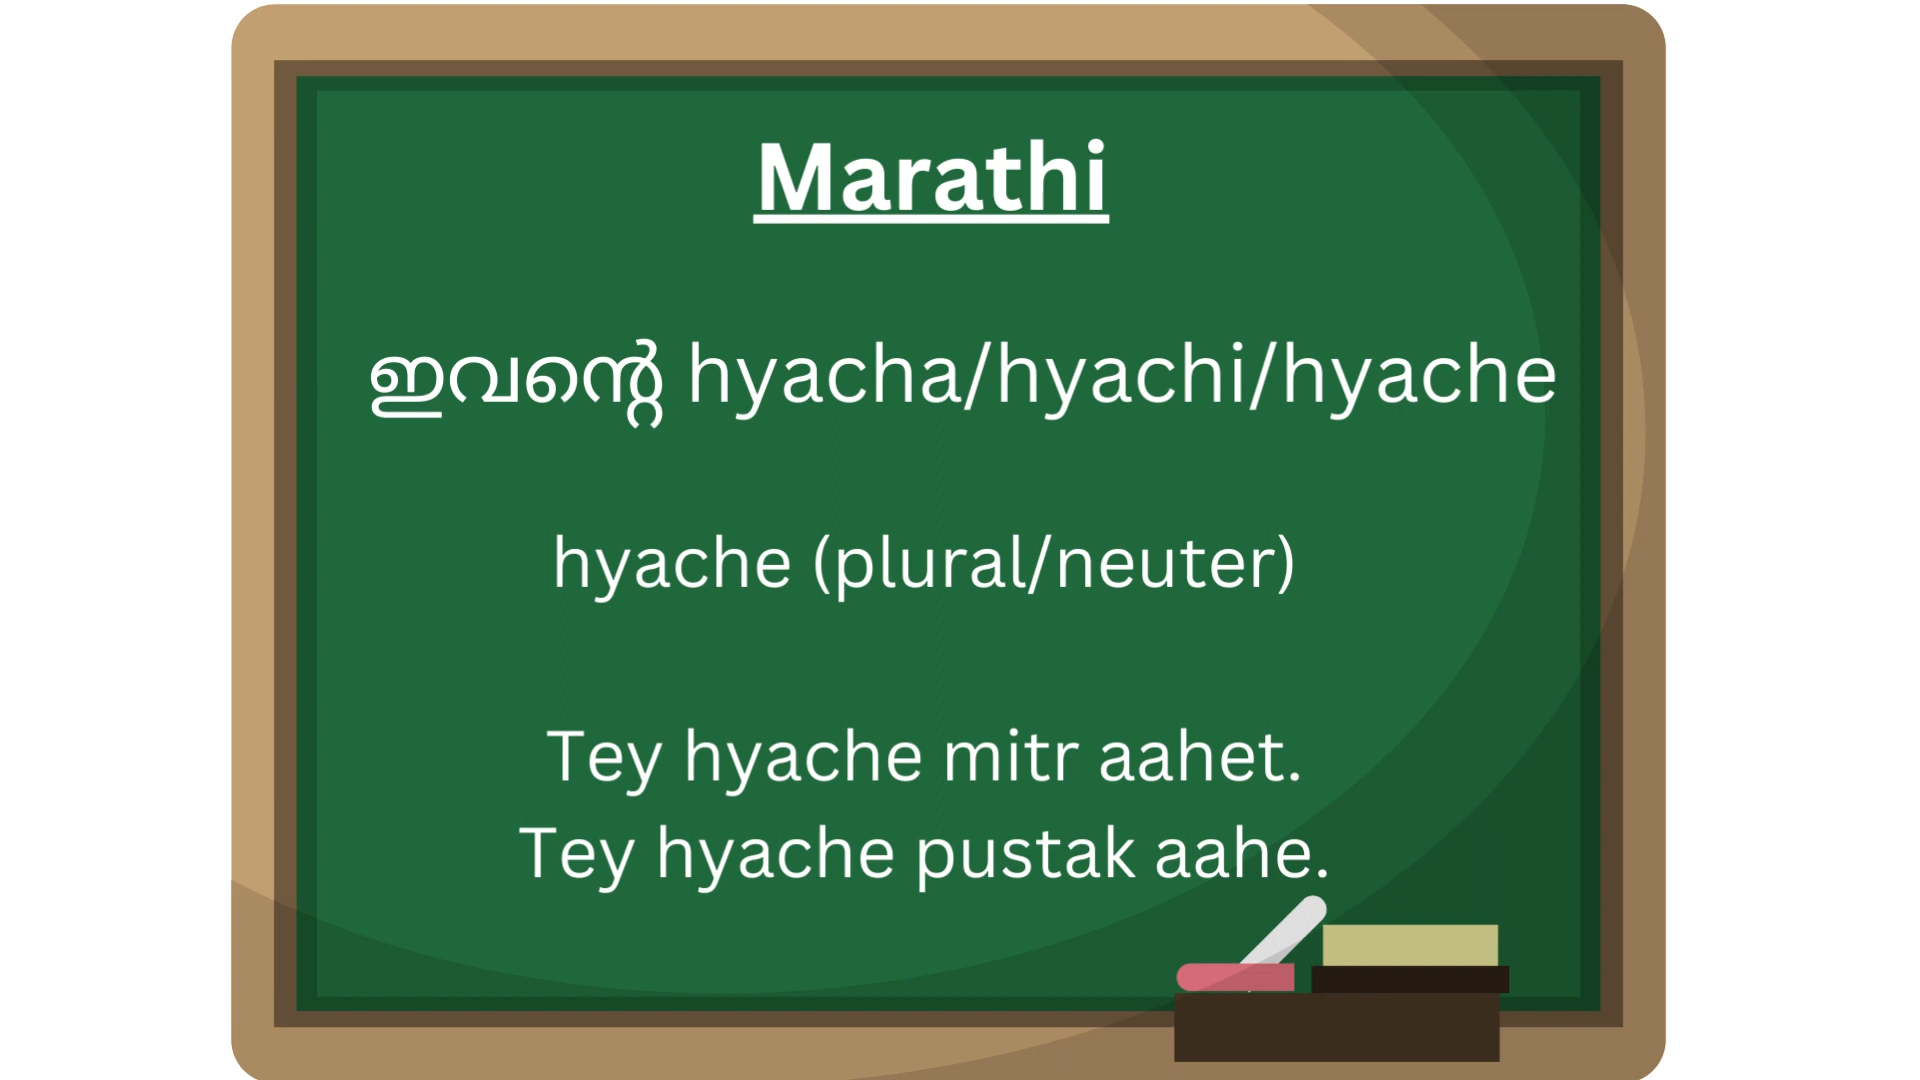 Marathi
ഇവന്റെ hyacha/hyachi/hyache
hyache (plural/neuter)
Tey hyache mitr aahet.
Tey hyache pustak aahe.